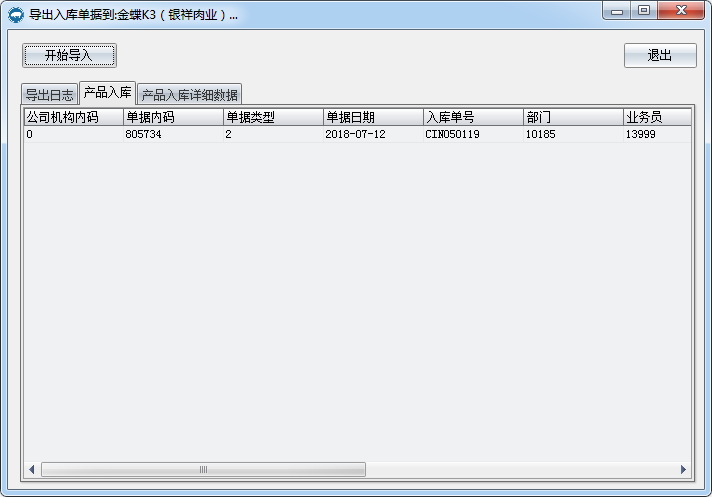 导出入库单据到:金蝶K3（银祥肉业）...
开始导入 退出
导出日志 产品入库 产品入库详细数据
公司机构内码 单据内码 单据类型 单据日期 入库单号 部门 业务员
0 805734 2 2018-07-12 CIN050119 10185 13999